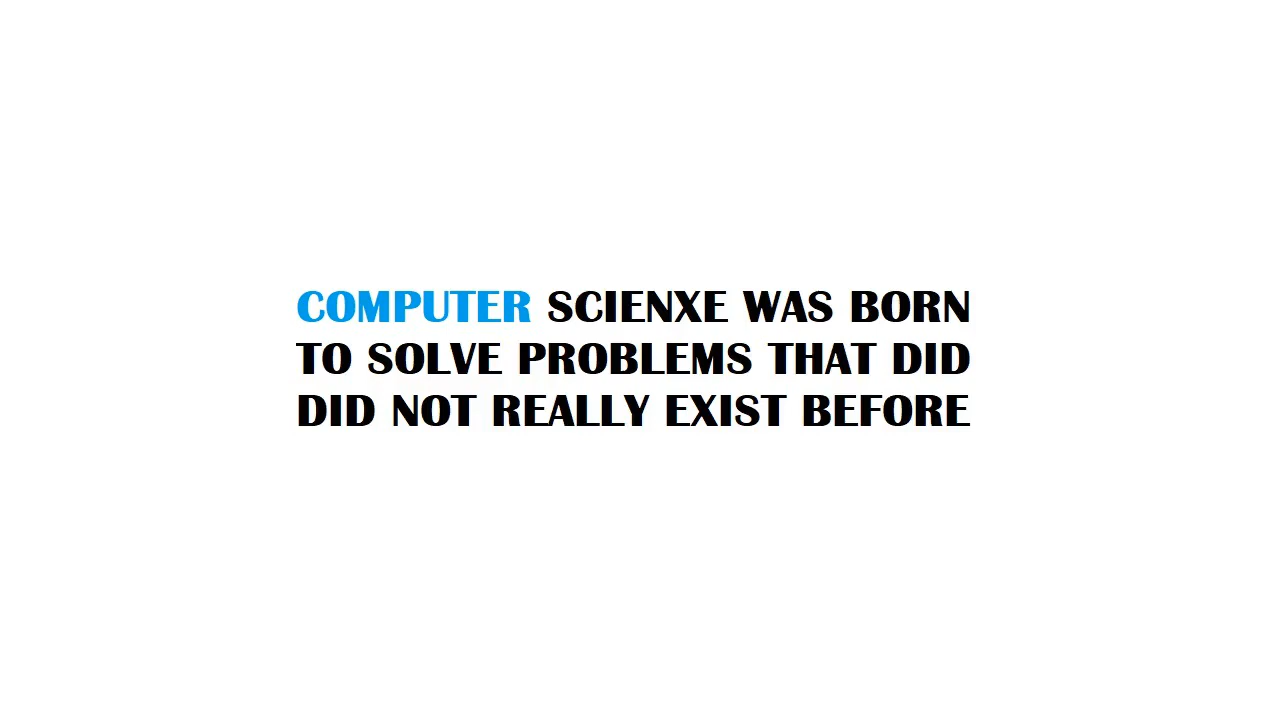 COMPUTER SCIENXE WAS BORN
TO SOLVE PROBLEMS THAT DID
DID NOT REALLY EXIST BEFORE